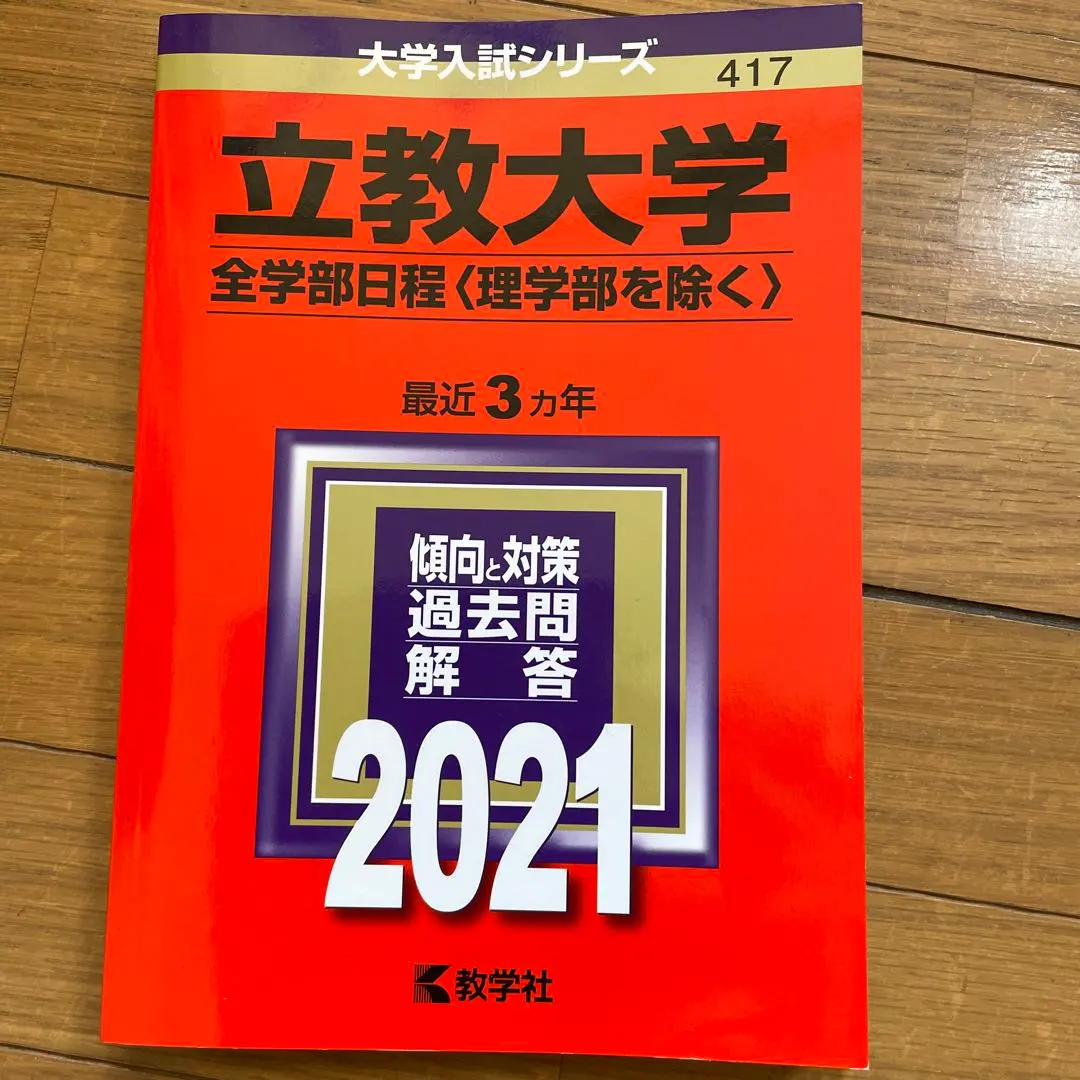 大学入試シリーズ
417
立教大学
全学部日程〈理学部を除く〉
最近3カ年
傾向と対策
過去問
解答
2021
教学社